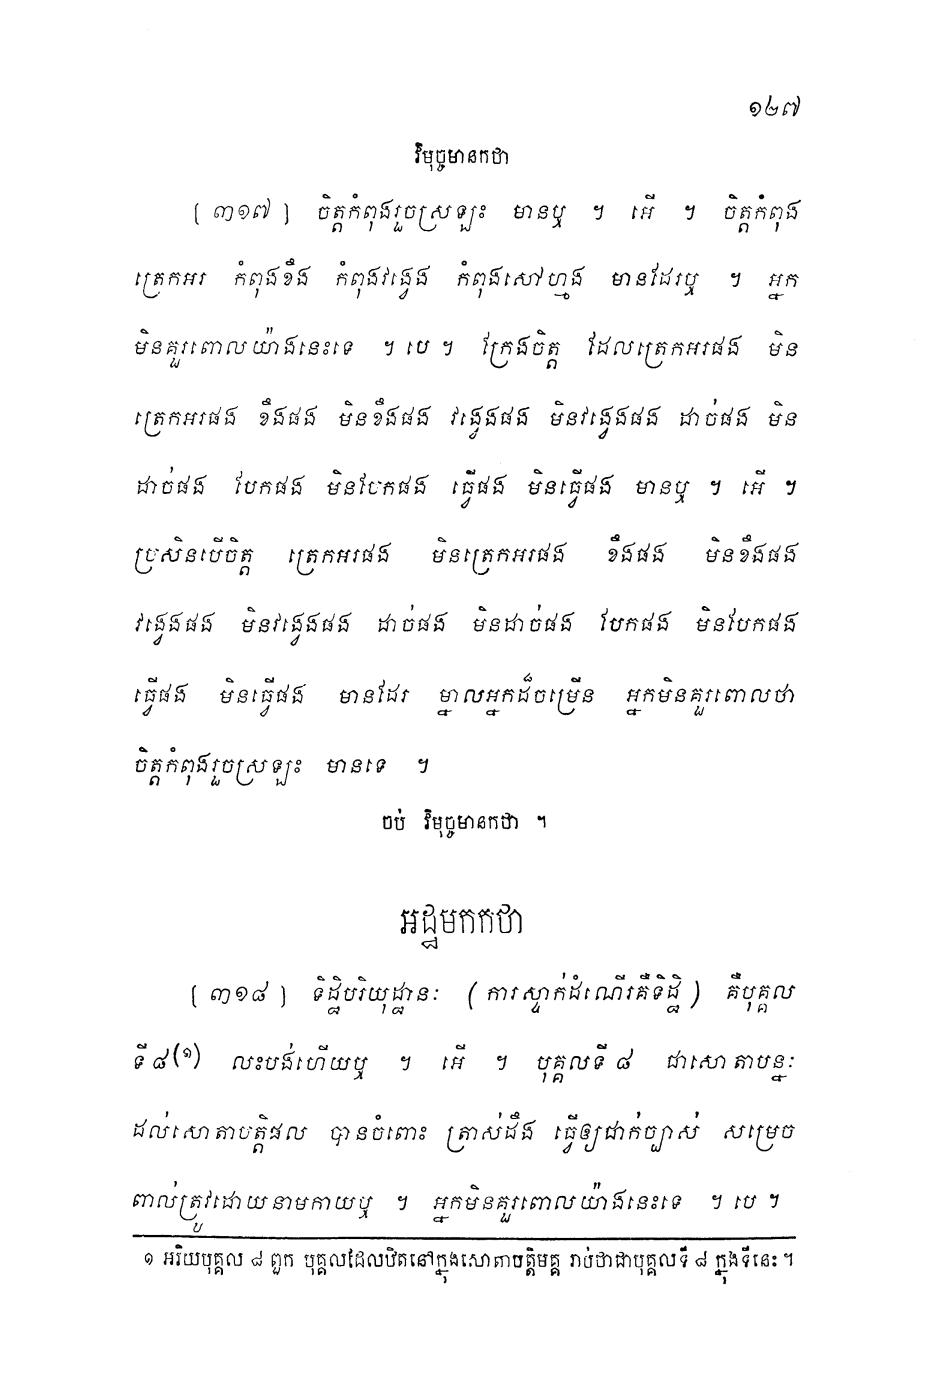 ១២៧
វិមុច្ចមានកថា
[ ៣១៧ ] ចិត្តកំពុងរួចស្រឡះ មានឬ ។ អើ ។ ចិត្តកំពុង
ត្រេកអរ កំពុងខឹង កំពុងវង្វេង កំពុងសៅហ្មង មានដែរឬ ។ អ្នក
មិនគួរពោលយ៉ាងនេះទេ ។ បេ ។ ក្រែងចិត្ត ដែលត្រេកអរផង មិន
ត្រេកអរផង ខឹងផង មិនខឹងផង វង្វេងផង មិនវង្វេងផង ដាច់ផង មិន
ដាច់ផង បែកផង មិនបែកផង ធ្វើផង មិនធ្វើផង មានឬ ។ អើ ។
ប្រសិនបើចិត្ត ត្រេកអរផង មិនត្រេកអរផង ខឹងផង មិនខឹងផង
វង្វេងផង មិនវង្វេងផង ដាច់ផង មិនដាច់ផង បែកផង មិនបែកផង
ធ្វើផង មិនធ្វើផង មានដែរ ម្នាលអ្នកដ៏ចម្រើន អ្នកមិនគួរពោលថា
ចិត្តកំពុងរួចស្រឡះ មានទេ ។
ចប់ វិមុច្ចមានកថា ។
អដ្ឋមកកថា
[ ៣១៨ ] ទិដ្ឋិបរិយុដ្ឋានៈ ( ការស្ទាក់ដំណើរគឺទិដ្ឋិ ) គឺបុគ្គល
ទី ៨(១) លះបង់ហើយឬ ។ អើ ។ បុគ្គលទី ៨ ជាសោតាបន្នៈ
ដល់សោតាបត្តិផល បានចំពោះ ត្រាស់ដឹង ធ្វើឲ្យជាក់ច្បាស់ សម្រេច
ពាល់ត្រូវដោយនាមកាយឬ ។ អ្នកមិនគួរពោលយ៉ាងនេះទេ ។ បេ ។
១ អរិយបុគ្គល ៨ ពួក បុគ្គលដែលឋិតនៅក្នុងសោតាបត្តិមគ្គ រាប់ថាជាបុគ្គលទី ៨ ក្នុងទីនេះ ។